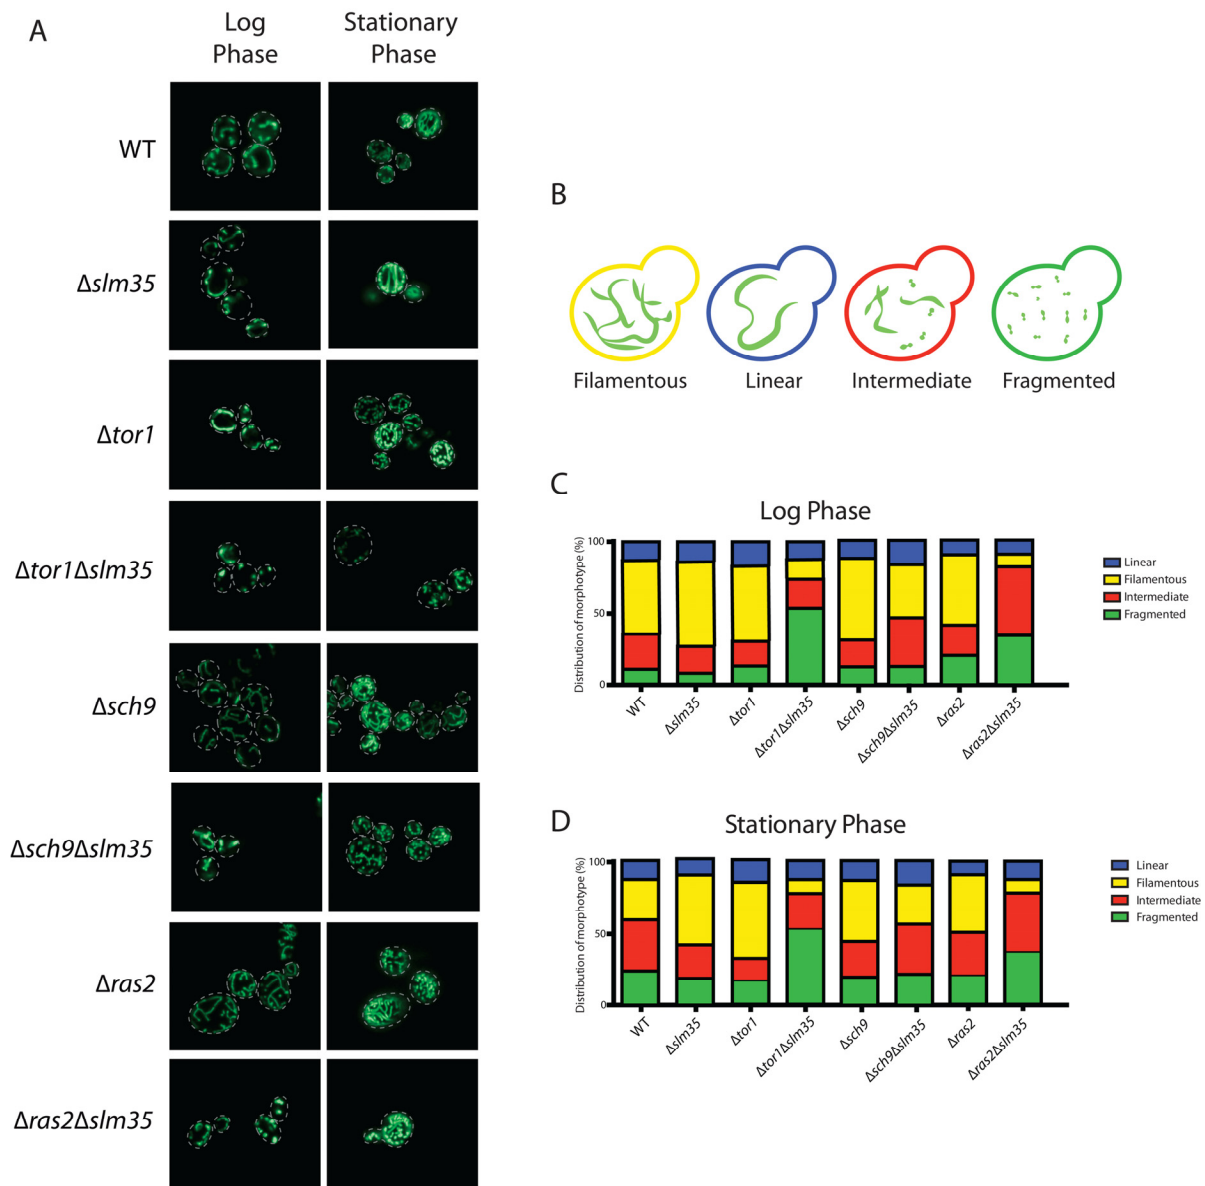 A
Log
Phase
Stationary
Phase
WT
Δslm35
Δtor1
Δtor1Δslm35
Δsch9
Δsch9Δslm35
Δras2
Δras2Δslm35
B
Filamentous
Linear
Intermediate
Fragmented
C
Log Phase
Distribution of morphotype (%)
100
50
0
WT
Δslm35
Δtor1
Δtor1Δslm35
Δsch9
Δsch9Δslm35
Δras2
Δras2Δslm35
Linear
Filamentous
Intermediate
Fragmented
D
Stationary Phase
Distribution of morphotype (%)
100
50
0
WT
Δslm35
Δtor1
Δtor1Δslm35
Δsch9
Δsch9Δslm35
Δras2
Δras2Δslm35
Linear
Filamentous
Intermediate
Fragmented